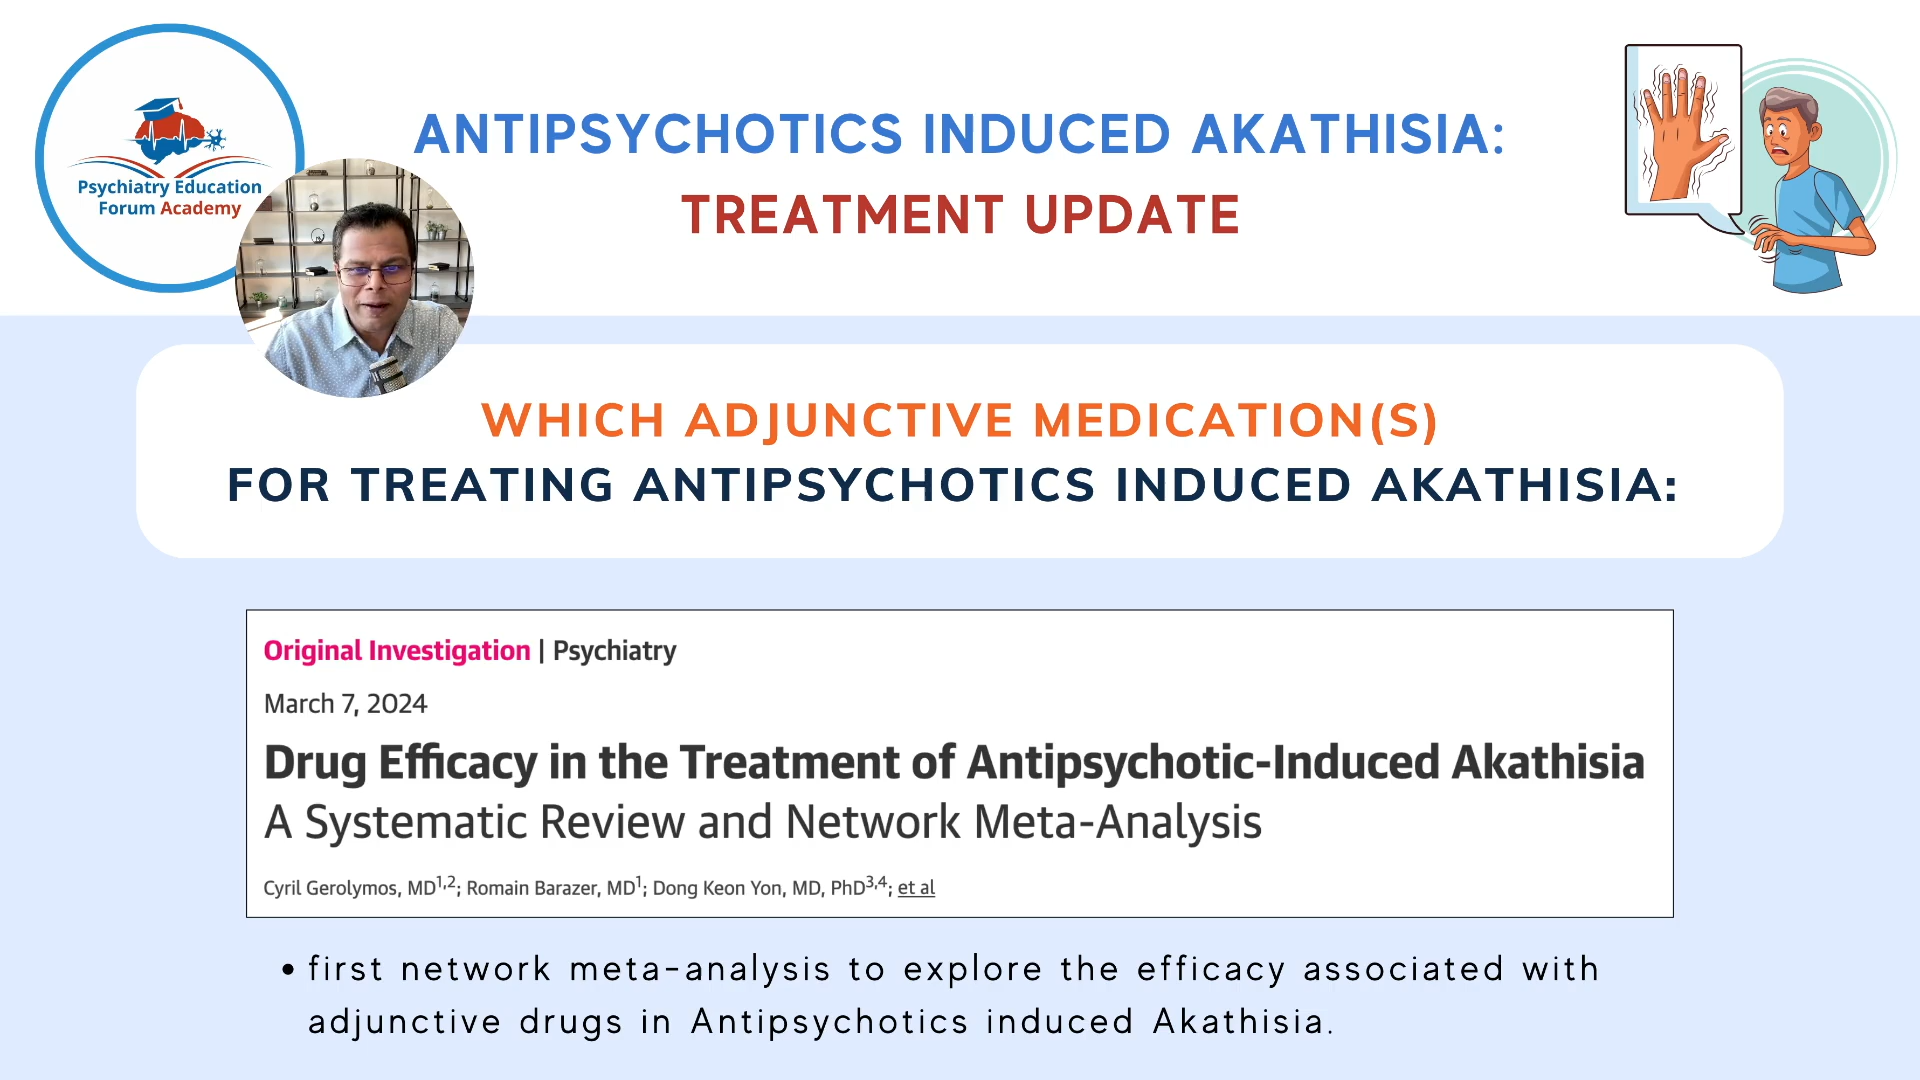 Psychiatry Education
Forum Academy
ANTIPSYCHOTICS INDUCED AKATHISIA:
TREATMENT UPDATE
WHICH ADJUNCTIVE MEDICATION(S)
FOR TREATING ANTIPSYCHOTICS INDUCED AKATHISIA:
Original Investigation | Psychiatry
March 7, 2024
Drug Efficacy in the Treatment of Antipsychotic-Induced Akathisia
A Systematic Review and Network Meta-Analysis
Cyril Gerolymos, MD1,2; Romain Barazer, MD1; Dong Keon Yon, MD, PhD3,4; et al
• first network meta-analysis to explore the efficacy associated with
adjunctive drugs in Antipsychotics induced Akathisia.